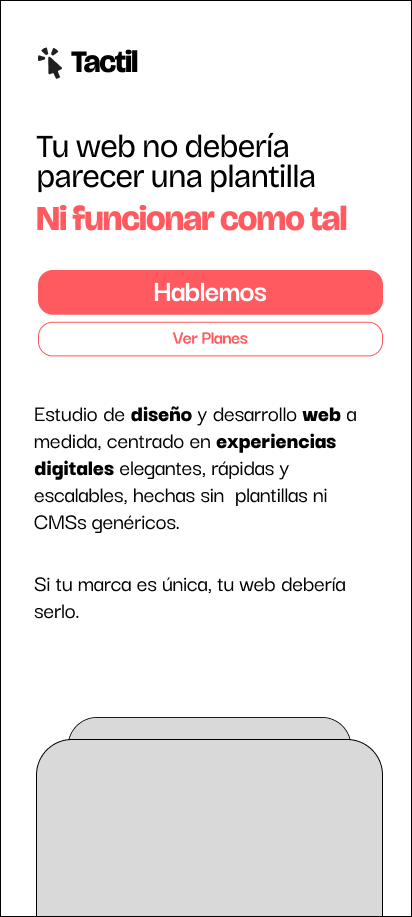 Tactil
Tu web no debería
parecer una plantilla
Ni funcionar como tal
Hablemos
Ver Planes
Estudio de diseño y desarrollo web a
medida, centrado en experiencias
digitales elegantes, rápidas y
escalables, hechas sin  plantillas ni
CMSs genéricos.
Si tu marca es única, tu web debería
serlo.